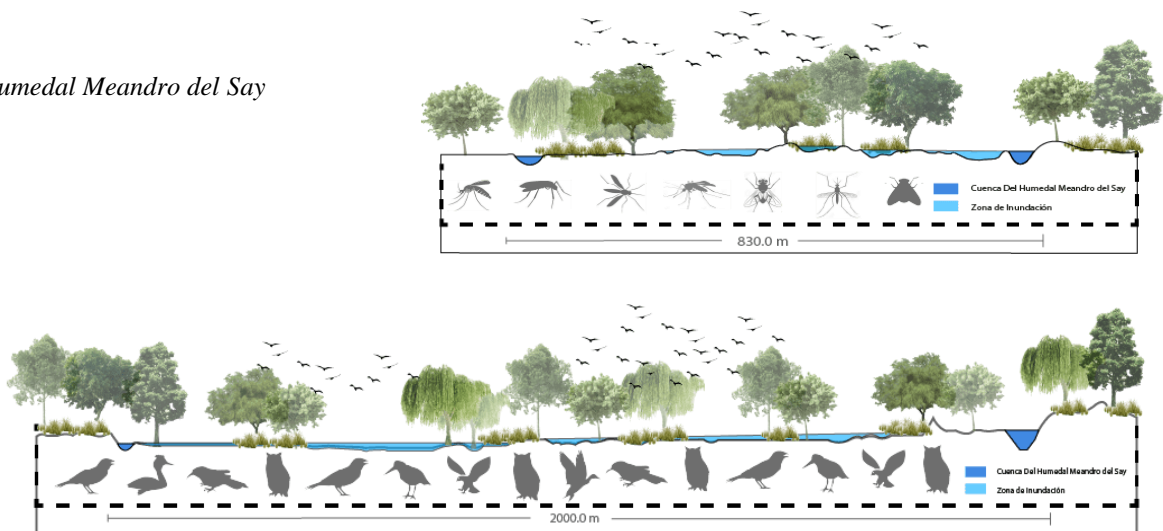 umedal Meandro del Say
Cuenca Del Humedal Meandro del Say
Zona de Inundación
830.0 m
Cuenca Del Humedal Meandro del Say
Zona de Inundación
2000.0 m